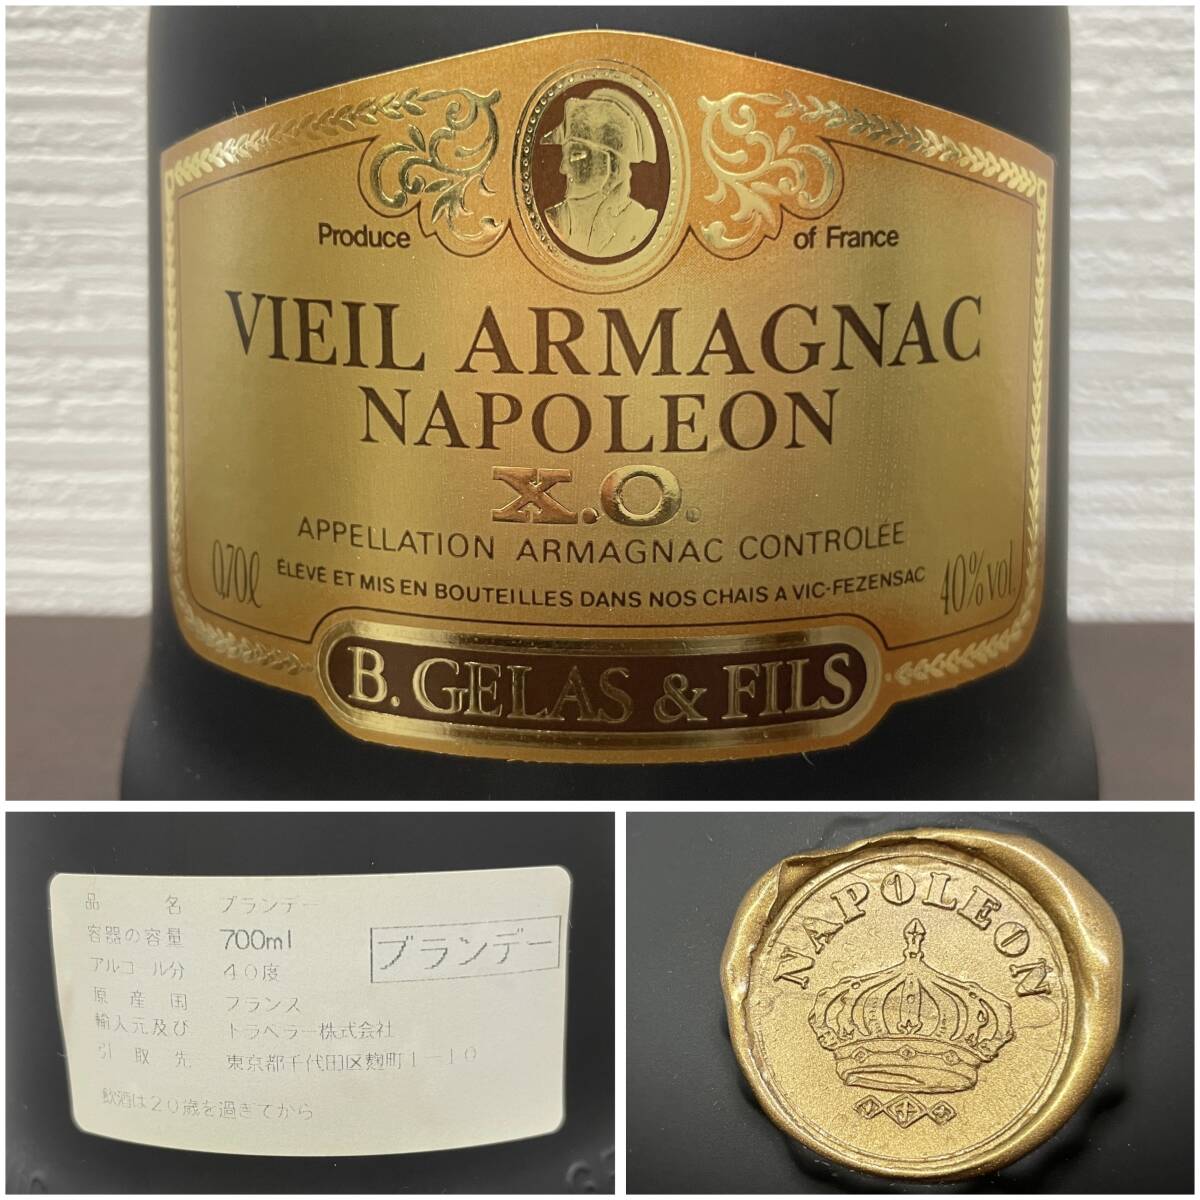 Produce of France
VIEIL ARMAGNAC
NAPOLEON
X.O.
APPELLATION ARMAGNAC CONTROLÉE
0,70l
ÉLEVÉ ET MIS EN BOUTEILLES DANS NOS CHAIS A VIC-FEZENSAC
40% vol.
B. GELAS & FILS
品名 ブランデー
容器の容量 700ml
アルコール分 40度
原産国 フランス
輸入元及び トラベラー株式会社
引取先 東京都千代田区麹町1-10
飲酒は20歳を過ぎてから
ブランデー
NAPOLEON